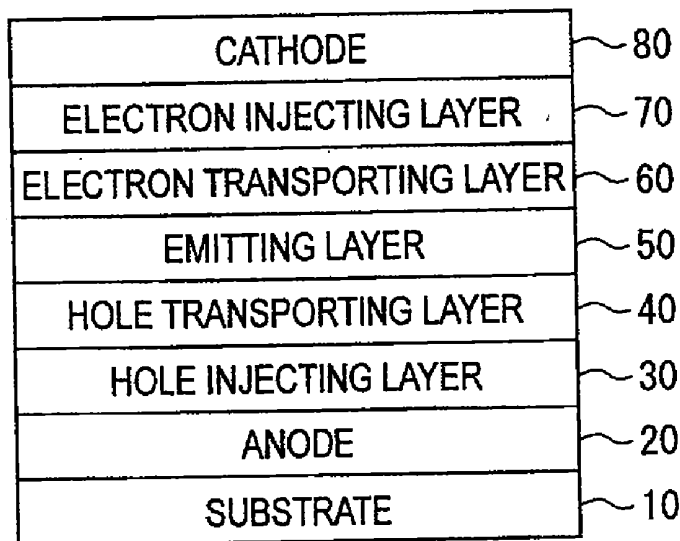 CATHODE 80
ELECTRON INJECTING LAYER 70
ELECTRON TRANSPORTING LAYER 60
EMITTING LAYER 50
HOLE TRANSPORTING LAYER 40
HOLE INJECTING LAYER 30
ANODE 20
SUBSTRATE 10